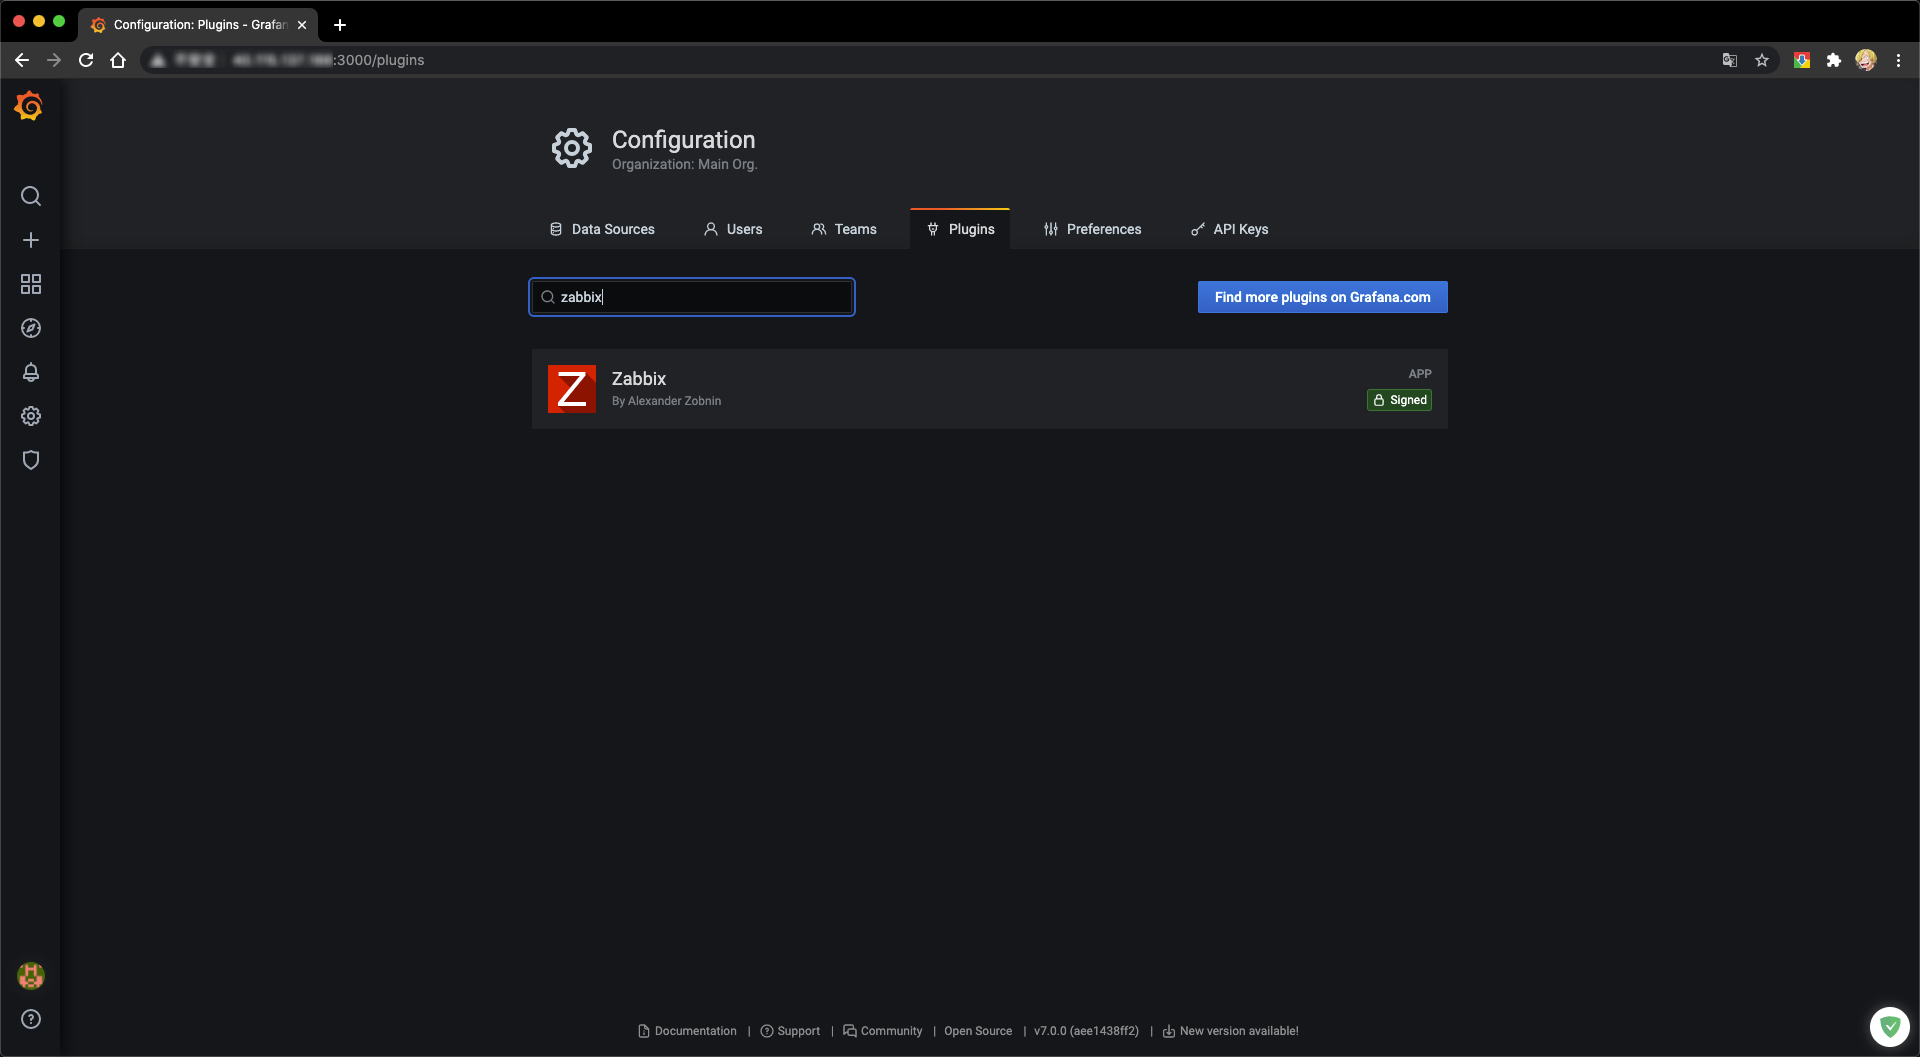 Configuration: Plugins - Grafan
:3000/plugins
Configuration
Organization: Main Org.
Data Sources
Users
Teams
Plugins
Preferences
API Keys
zabbix
Find more plugins on Grafana.com
Z
Zabbix
By Alexander Zobnin
APP
Signed
Documentation | Support | Community | Open Source | v7.0.0 (aee1438ff2) | New version available!